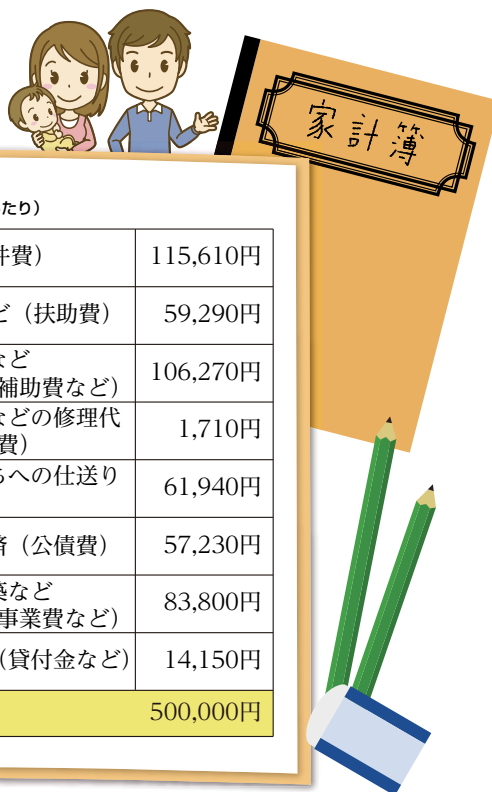 家計簿
たり）
費） 115,610円
ど（扶助費） 59,290円
など
補助費など） 106,270円
などの修理代
費） 1,710円
らへの仕送り
61,940円
済（公債費） 57,230円
築など
事業費など） 83,800円
（貸付金など） 14,150円
500,000円